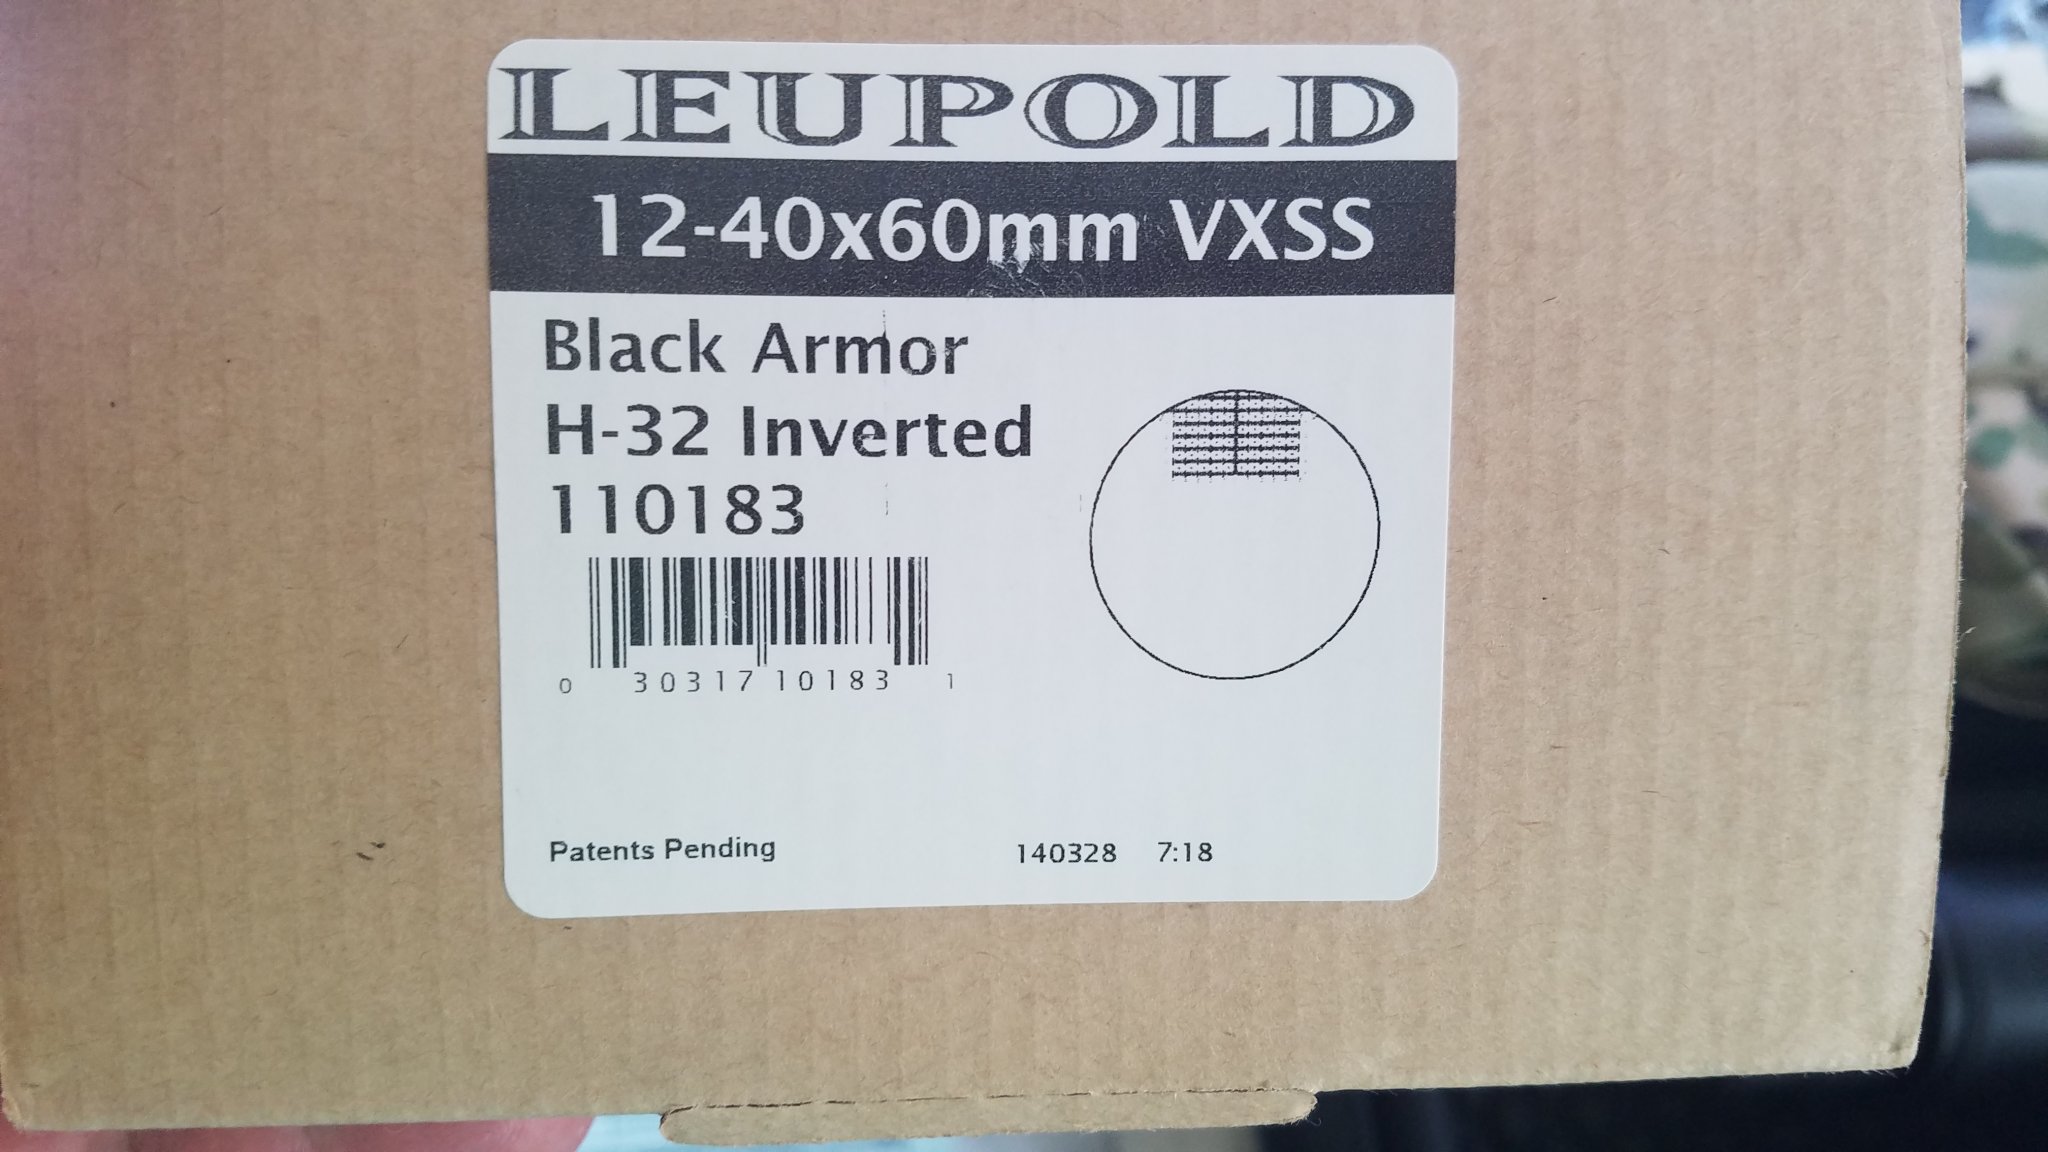 LEUPOLD
12-40x60mm VXSS
Black Armor
H-32 Inverted
110183
0 30317 10183 1
Patents Pending 140328 7:18